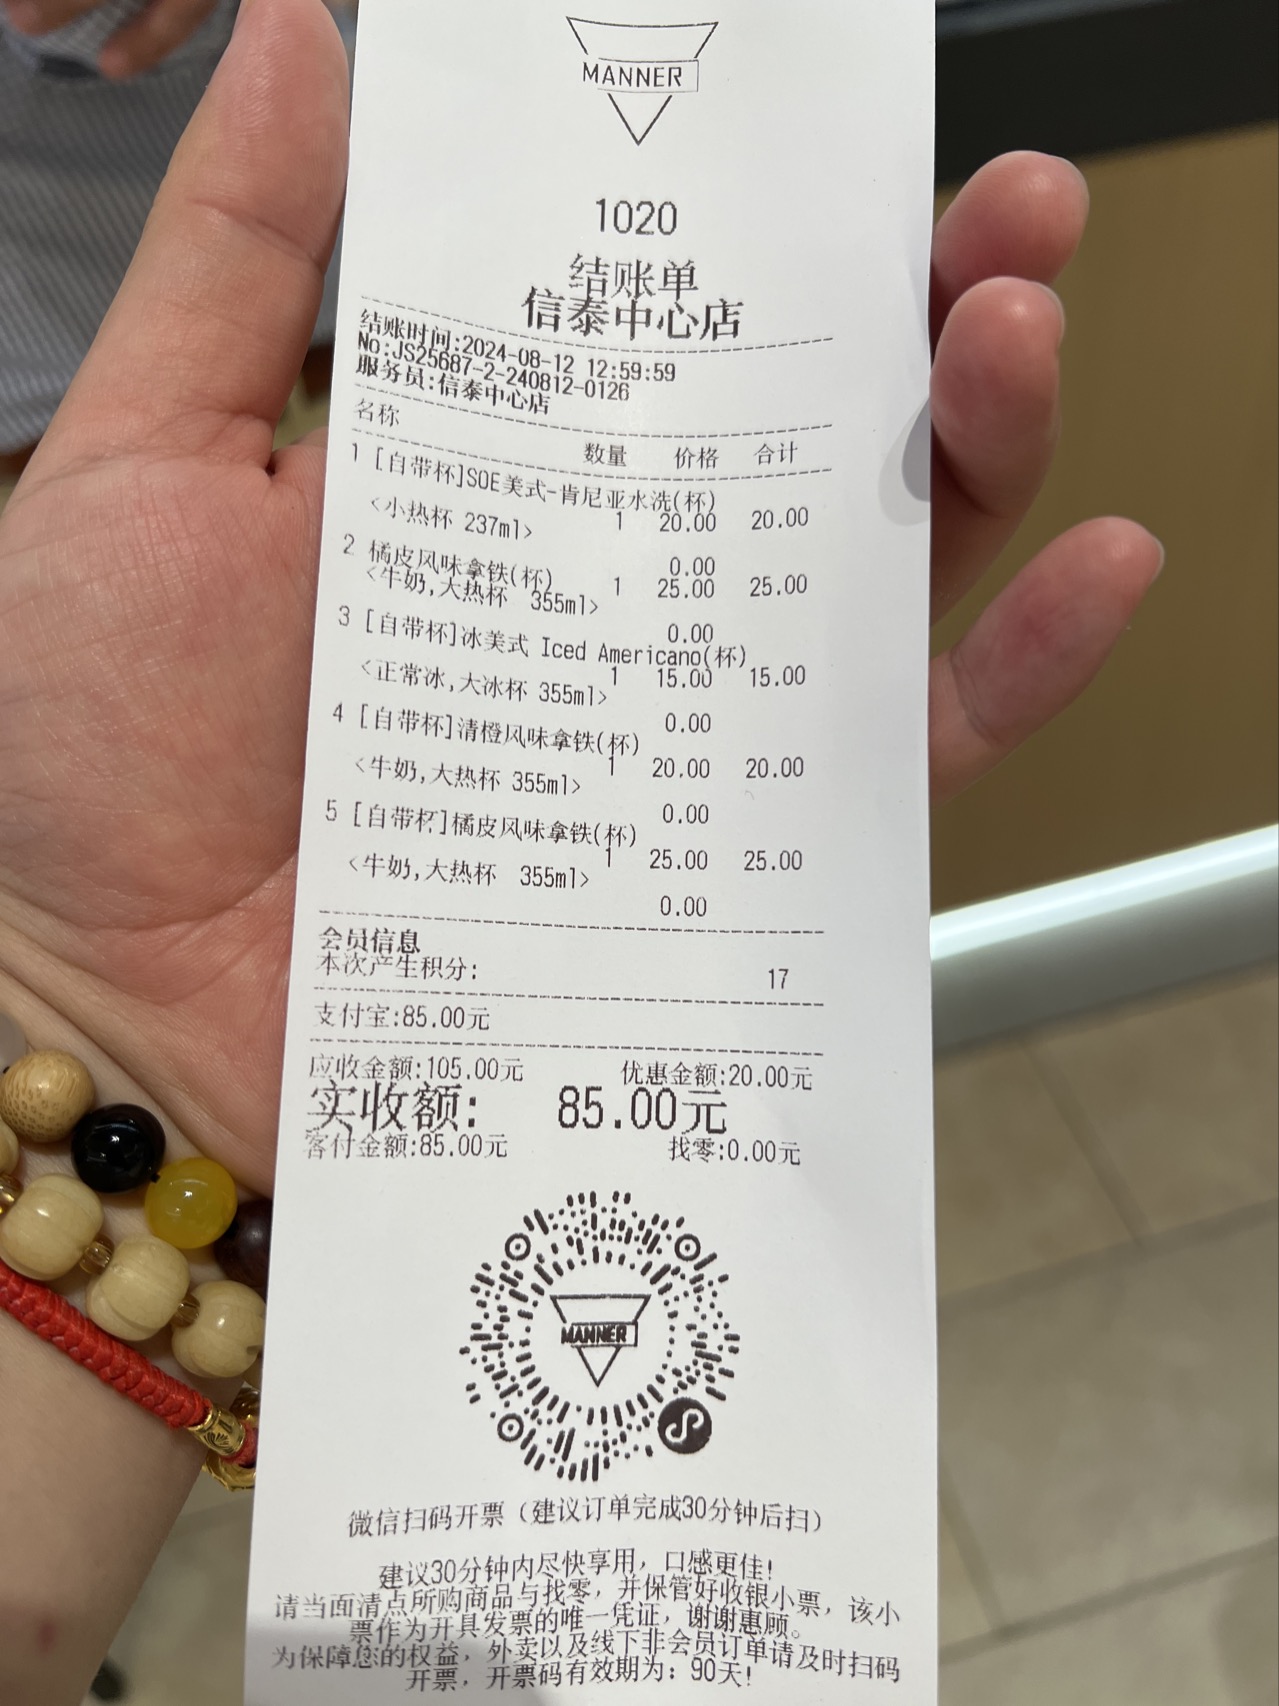 MANNER
1020
结账单
信泰中心店
结账时间:2024-08-12 12:59:59
No:JS25687-2-240812-0126
服务员:信泰中心店
名称 数量 价格 合计
1 [自带杯]SOE美式-肯尼亚水洗(杯)
<小热杯 237ml> 1 20.00 20.00
0.00
2 橘皮风味拿铁(杯)
<牛奶,大热杯 355ml> 1 25.00 25.00
0.00
3 [自带杯]冰美式 Iced Americano(杯)
<正常冰,大冰杯 355ml> 1 15.00 15.00
0.00
4 [自带杯]清橙风味拿铁(杯)
<牛奶,大热杯 355ml> 1 20.00 20.00
0.00
5 [自带杯]橘皮风味拿铁(杯)
<牛奶,大热杯 355ml> 1 25.00 25.00
0.00
会员信息
本次产生积分: 17
支付宝:85.00元
应收金额:105.00元 优惠金额:20.00元
实收额: 85.00元
客付金额:85.00元 找零:0.00元
MANNER
微信扫码开票（建议订单完成30分钟后扫）
建议30分钟内尽快享用，口感更佳!
请当面清点所购商品与找零，并保管好收银小票，该小
票作为开具发票的唯一凭证，谢谢惠顾。
为保障您的权益，外卖以及线下非会员订单请及时扫码
开票，开票码有效期为：90天!